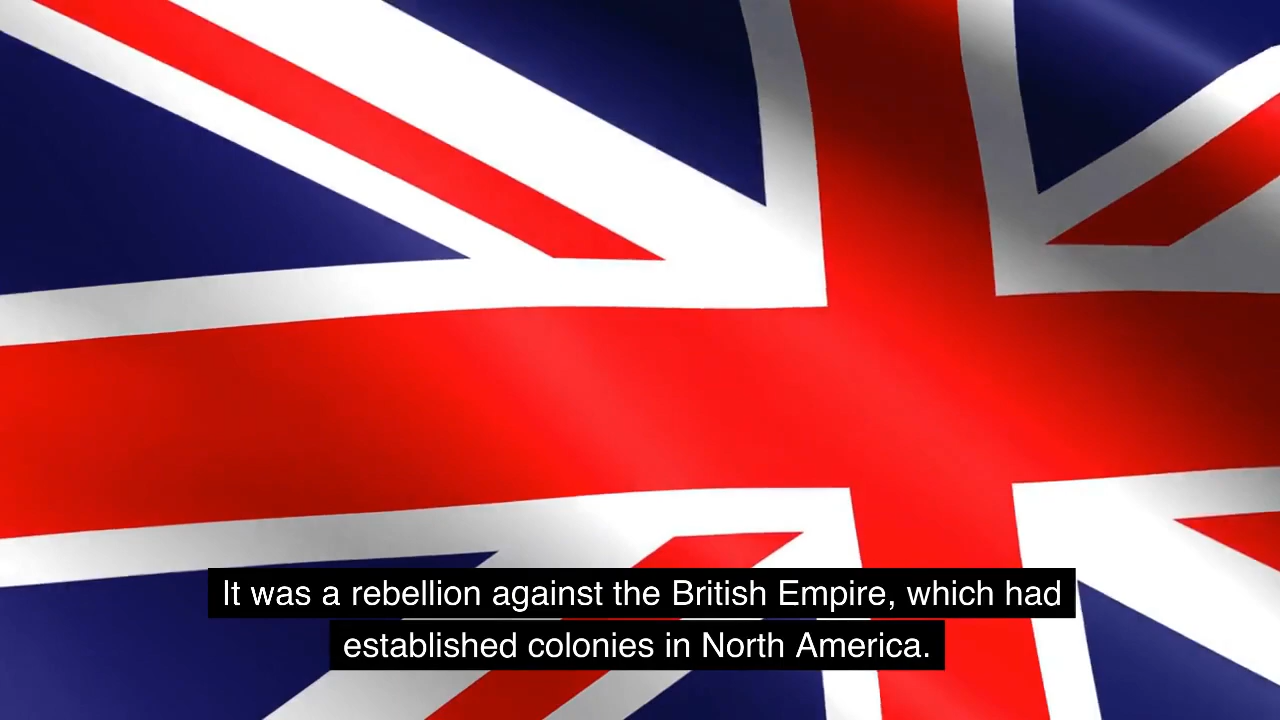 It was a rebellion against the British Empire, which had
established colonies in North America.